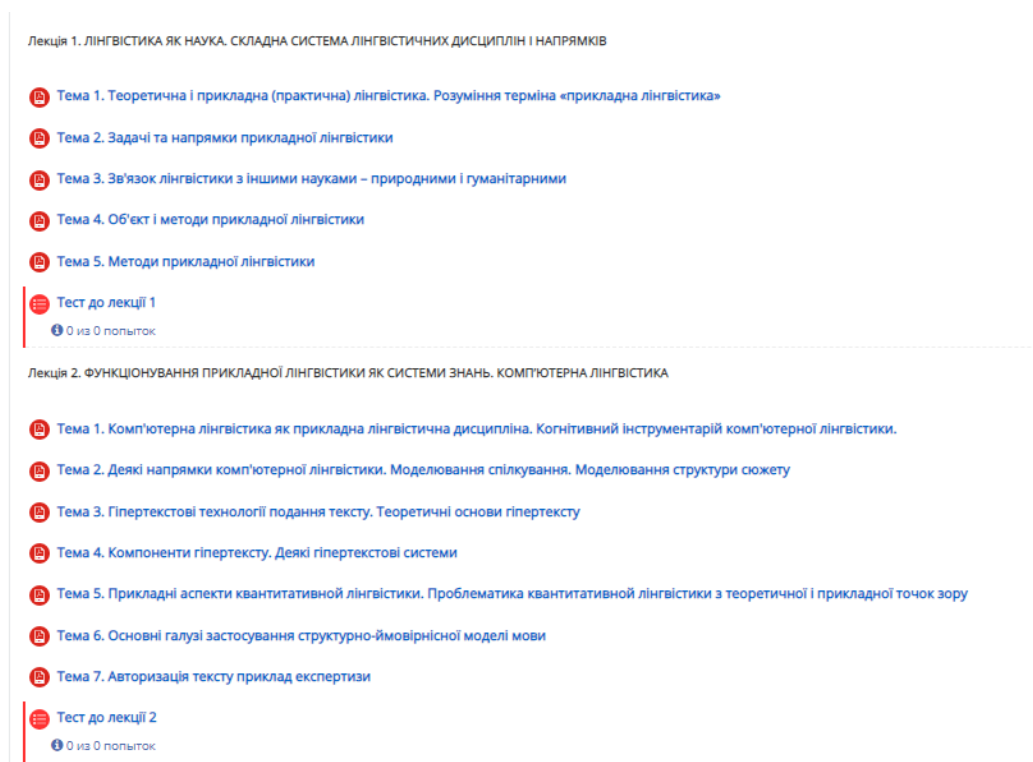 Лекція 1. ЛІНГВІСТИКА ЯК НАУКА. СКЛАДНА СИСТЕМА ЛІНГВІСТИЧНИХ ДИСЦИПЛІН І НАПРЯМКІВ
Тема 1. Теоретична і прикладна (практична) лінгвістика. Розуміння терміна «прикладна лінгвістика»
Тема 2. Задачі та напрямки прикладної лінгвістики
Тема 3. Зв'язок лінгвістики з іншими науками – природними і гуманітарними
Тема 4. Об'єкт і методи прикладної лінгвістики
Тема 5. Методи прикладної лінгвістики
Тест до лекції 1
0 из 0 попыток
Лекція 2. ФУНКЦІОНУВАННЯ ПРИКЛАДНОЇ ЛІНГВІСТИКИ ЯК СИСТЕМИ ЗНАНЬ. КОМП'ЮТЕРНА ЛІНГВІСТИКА
Тема 1. Комп'ютерна лінгвістика як прикладна лінгвістична дисципліна. Когнітивний інструментарій комп'ютерної лінгвістики.
Тема 2. Деякі напрямки комп'ютерної лінгвістики. Моделювання спілкування. Моделювання структури сюжету
Тема 3. Гіпертекстові технології подання тексту. Теоретичні основи гіпертексту
Тема 4. Компоненти гіпертексту. Деякі гіпертекстові системи
Тема 5. Прикладні аспекти квантитативної лінгвістики. Проблематика квантитативної лінгвістики з теоретичної і прикладної точок зору
Тема 6. Основні галузі застосування структурно-ймовірнісної моделі мови
Тема 7. Авторизація тексту приклад експертизи
Тест до лекції 2
0 из 0 попыток